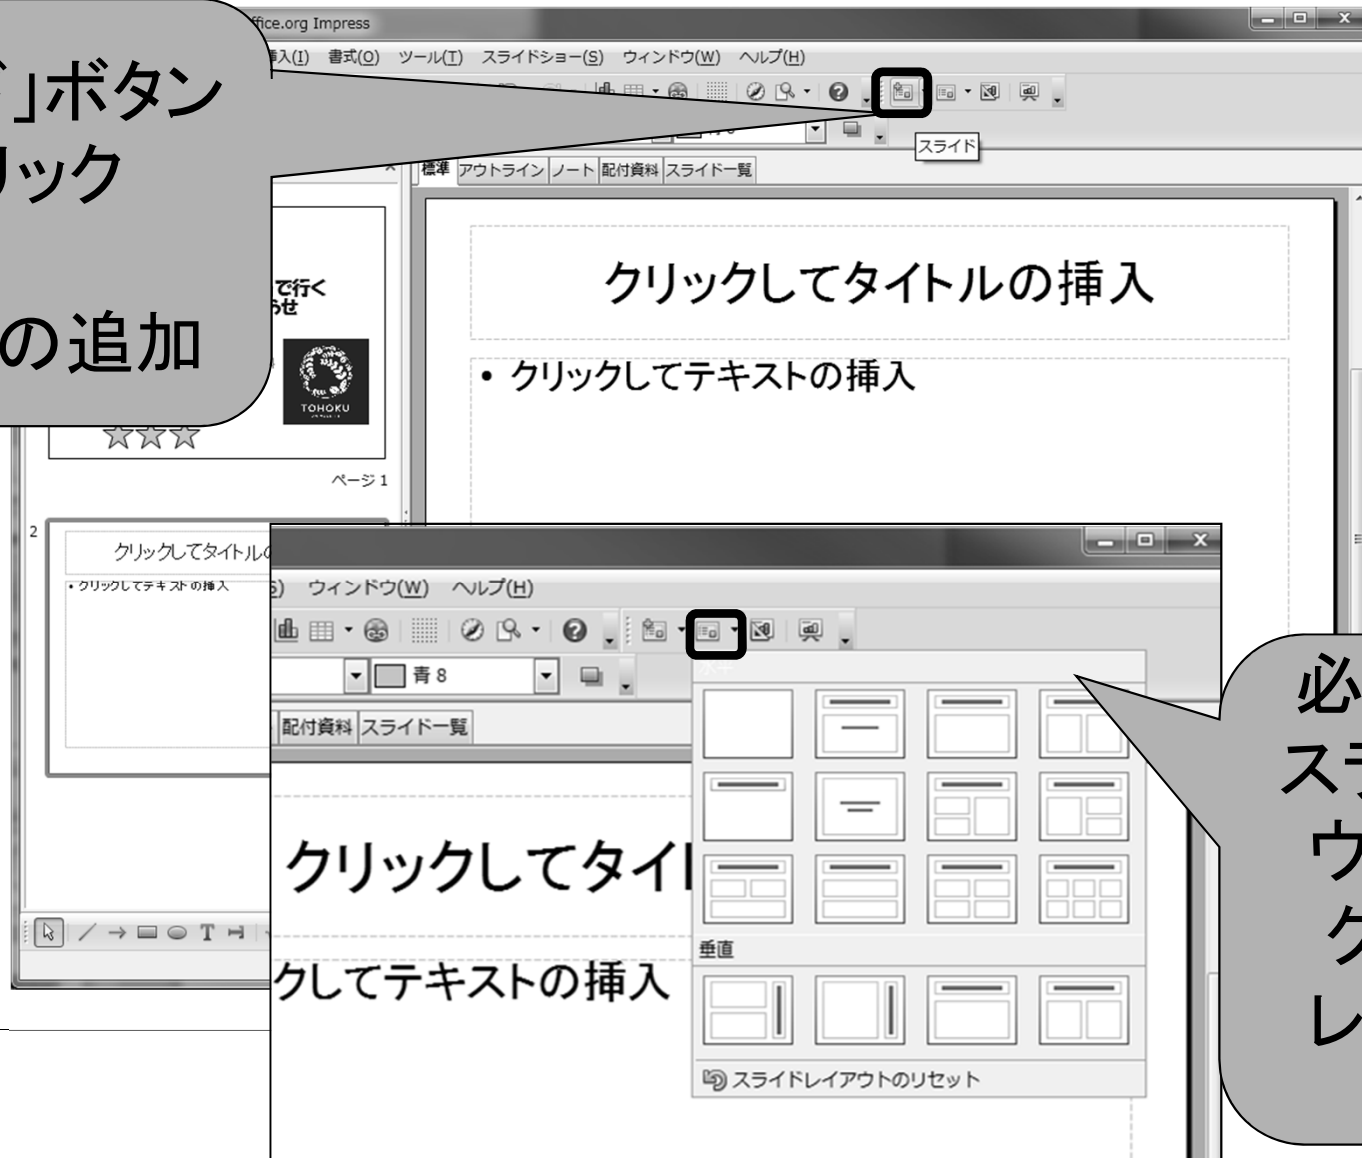 ffice.org Impress
挿入(I) 書式(O) ツール(T) スライドショー(S) ウィンドウ(W) ヘルプ(H)
」ボタン
リック
の追加
スライド
標準 アウトライン ノート 配付資料 スライド一覧
で行く
らせ
TOHOKU
ページ 1
クリックしてタイトルの挿入
• クリックしてテキストの挿入
2
クリックしてタイトルの
• クリックしてテキストの挿入
S) ウィンドウ(W) ヘルプ(H)
青 8
配付資料 スライド一覧
クリックしてタイ
クしてテキストの挿入
垂直
スライドレイアウトのリセット
必
ス
ウ
ク
レ